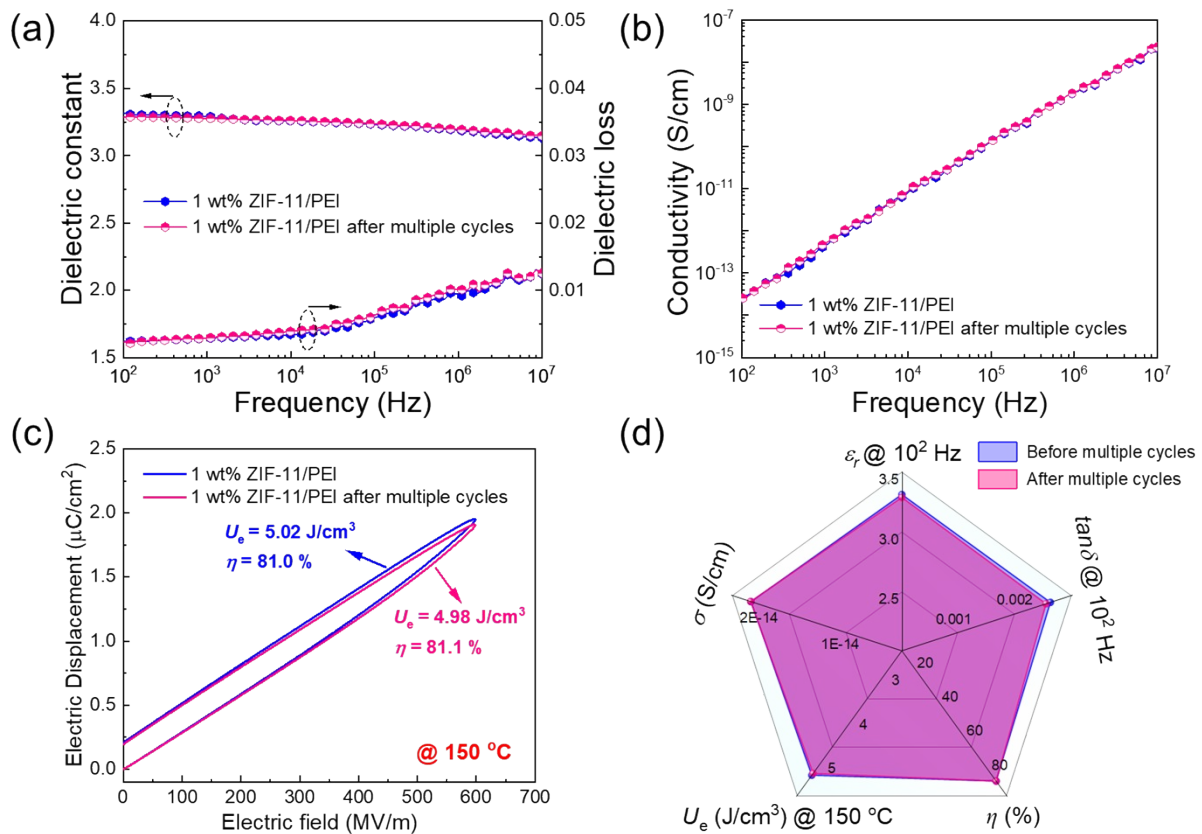 (a)
4.0
3.5
3.0
2.5
2.0
1.5
Dielectric constant
0.05
0.04
0.03
0.02
0.01
0.00
Dielectric loss
1 wt% ZIF-11/PEI
1 wt% ZIF-11/PEI after multiple cycles
10² 10³ 10⁴ 10⁵ 10⁶ 10⁷
Frequency (Hz)
(b)
10⁻⁷
10⁻⁹
10⁻¹¹
10⁻¹³
10⁻¹⁵
Conductivity (S/cm)
1 wt% ZIF-11/PEI
1 wt% ZIF-11/PEI after multiple cycles
10² 10³ 10⁴ 10⁵ 10⁶ 10⁷
Frequency (Hz)
(c)
2.5
2.0
1.5
1.0
0.5
0.0
Electric Displacement (μC/cm²)
1 wt% ZIF-11/PEI
1 wt% ZIF-11/PEI after multiple cycles
Uₑ = 5.02 J/cm³
η = 81.0 %
Uₑ = 4.98 J/cm³
η = 81.1 %
@ 150 °C
0 100 200 300 400 500 600 700
Electric field (MV/m)
(d)
Before multiple cycles
After multiple cycles
εᵣ @ 10² Hz
3.5
3.0
2.5
tanδ @ 10² Hz
0.002
0.001
σ (S/cm)
2E-14
1E-14
20
40
60
80
η (%)
3
4
5
Uₑ (J/cm³) @ 150 °C